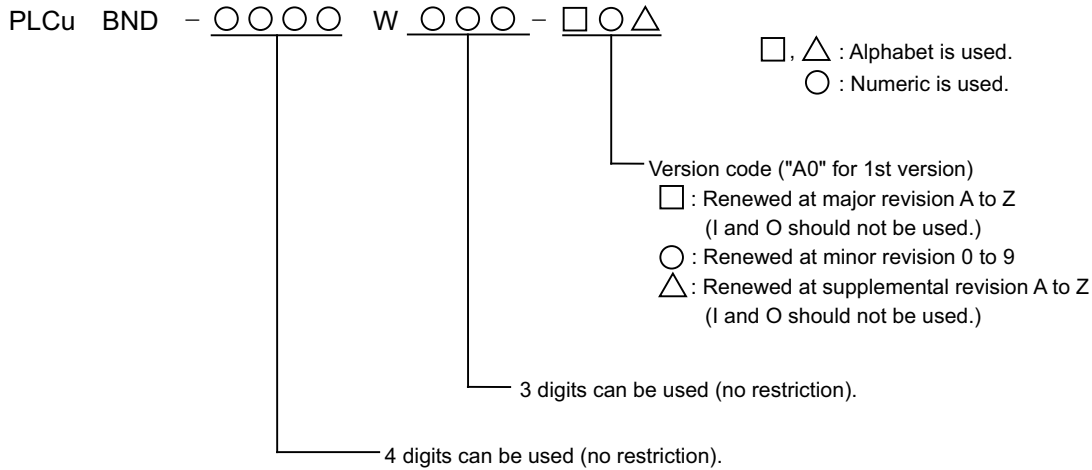 PLCu BND – ○○○○ W ○○○ – □○△
□, △ : Alphabet is used.
○ : Numeric is used.
Version code ("A0" for 1st version)
□ : Renewed at major revision A to Z
(I and O should not be used.)
○ : Renewed at minor revision 0 to 9
△ : Renewed at supplemental revision A to Z
(I and O should not be used.)
3 digits can be used (no restriction).
4 digits can be used (no restriction).